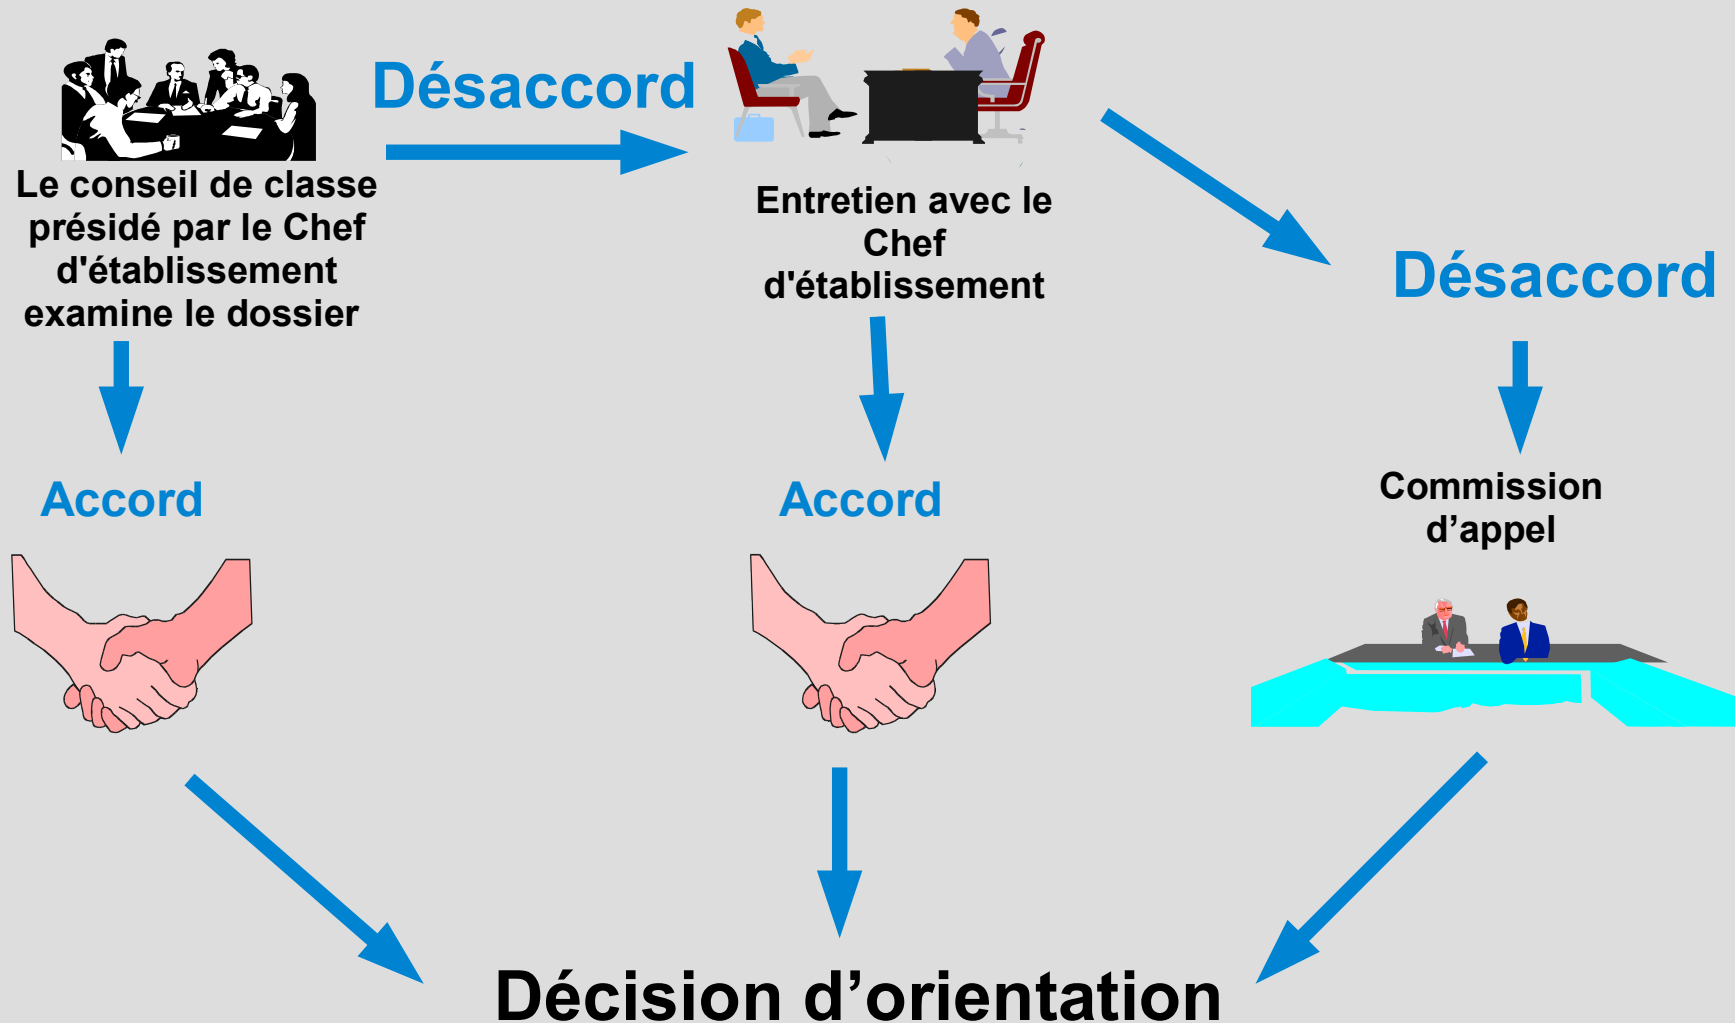 Désaccord
Le conseil de classe
présidé par le Chef
d'établissement
examine le dossier
Entretien avec le
Chef
d'établissement
Désaccord
Accord
Accord
Commission
d’appel
Décision d’orientation